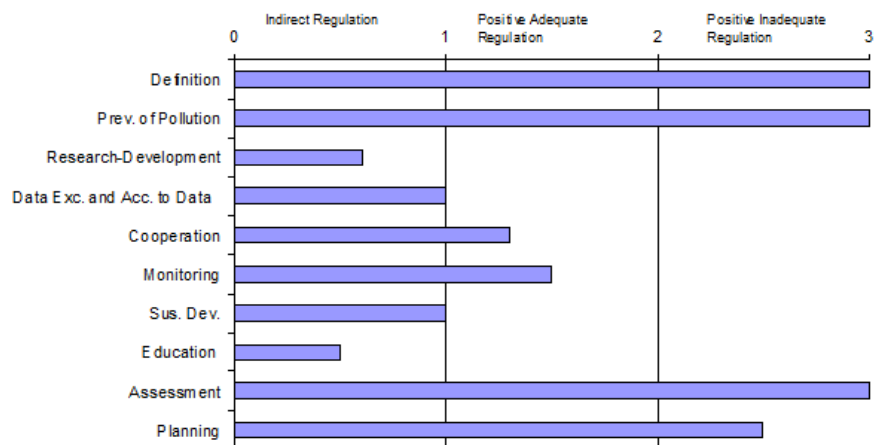 Indirect Regulation
Positive Adequate
Regulation
Positive Inadequate
Regulation
0 1 2 3
Definition
Prev. of Pollution
Research-Development
Data Exc. and Acc. to Data
Cooperation
Monitoring
Sus. Dev.
Education
Assessment
Planning